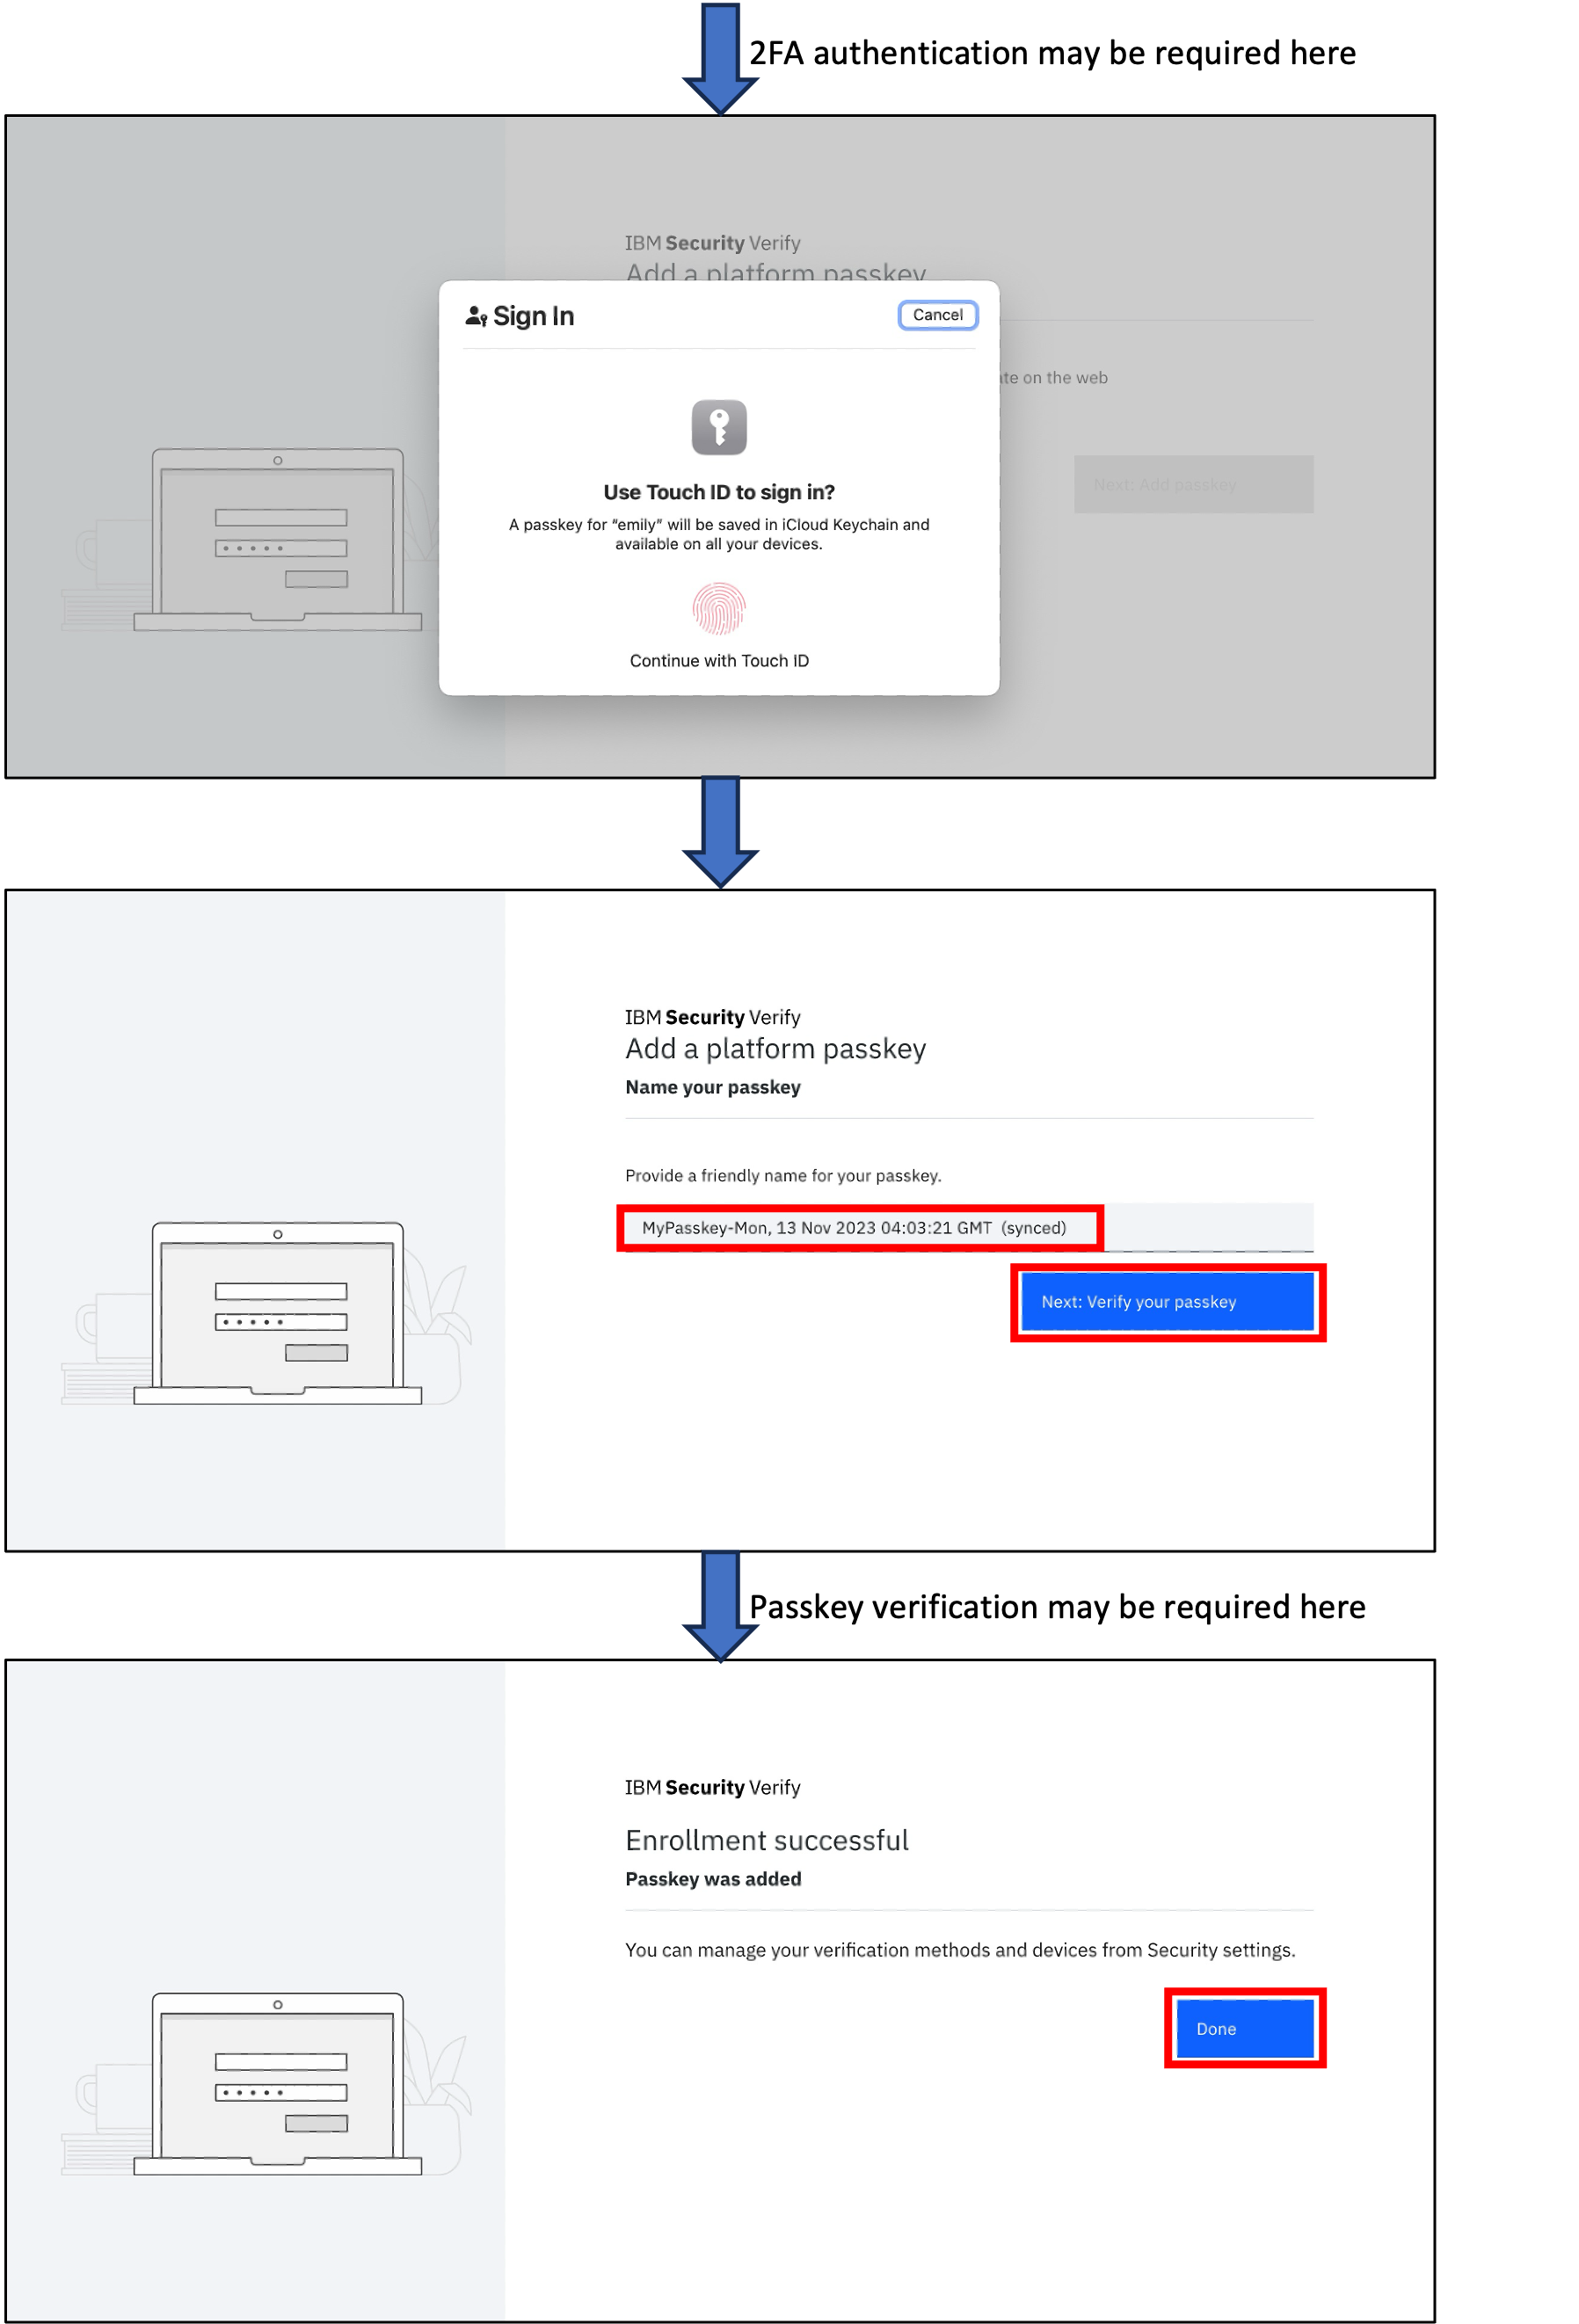 2FA authentication may be required here
IBM Security Verify
Add a platform passkey
Sign In
Cancel
ate on the web
Use Touch ID to sign in?
A passkey for “emily” will be saved in iCloud Keychain and
available on all your devices.
Next: Add passkey
Continue with Touch ID
IBM Security Verify
Add a platform passkey
Name your passkey
Provide a friendly name for your passkey.
MyPasskey-Mon, 13 Nov 2023 04:03:21 GMT (synced)
Next: Verify your passkey
Passkey verification may be required here
IBM Security Verify
Enrollment successful
Passkey was added
You can manage your verification methods and devices from Security settings.
Done